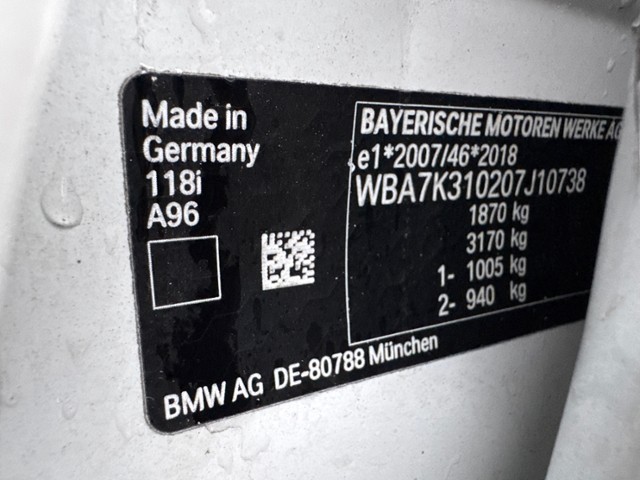 Made in
Germany
118i
A96
BAYERISCHE MOTOREN WERKE AG
e1*2007/46*2018
WBA7K310207J10738
1870 kg
3170 kg
1- 1005 kg
2- 940 kg
BMW AG DE-80788 München